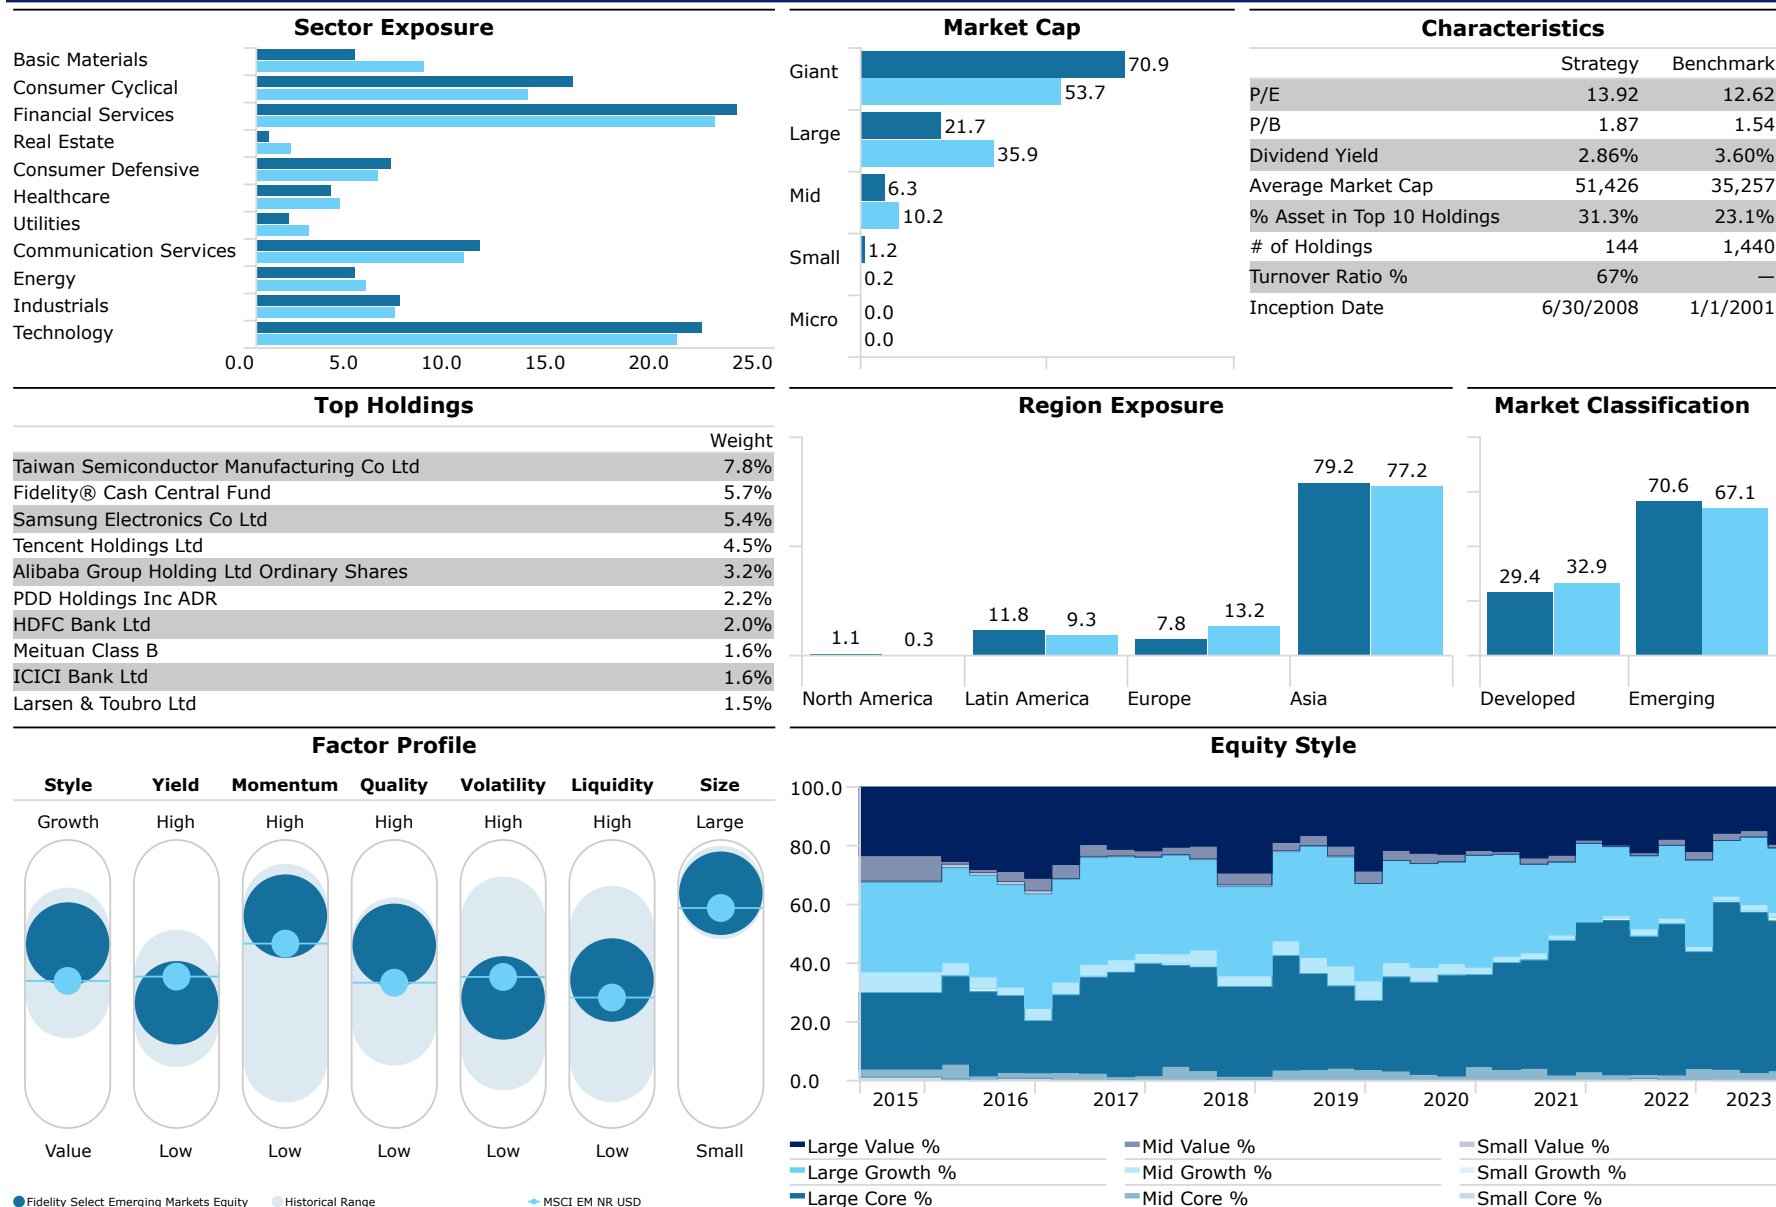 Sector Exposure
Basic Materials
Consumer Cyclical
Financial Services
Real Estate
Consumer Defensive
Healthcare
Utilities
Communication Services
Energy
Industrials
Technology
0.0 5.0 10.0 15.0 20.0 25.0
Market Cap
Giant 70.9
53.7
Large 21.7
35.9
Mid 6.3
10.2
Small 1.2
0.2
Micro 0.0
0.0
Characteristics
Strategy Benchmark
P/E 13.92 12.62
P/B 1.87 1.54
Dividend Yield 2.86% 3.60%
Average Market Cap 51,426 35,257
% Asset in Top 10 Holdings 31.3% 23.1%
# of Holdings 144 1,440
Turnover Ratio % 67% —
Inception Date 6/30/2008 1/1/2001
Top Holdings
Weight
Taiwan Semiconductor Manufacturing Co Ltd 7.8%
Fidelity® Cash Central Fund 5.7%
Samsung Electronics Co Ltd 5.4%
Tencent Holdings Ltd 4.5%
Alibaba Group Holding Ltd Ordinary Shares 3.2%
PDD Holdings Inc ADR 2.2%
HDFC Bank Ltd 2.0%
Meituan Class B 1.6%
ICICI Bank Ltd 1.6%
Larsen & Toubro Ltd 1.5%
Region Exposure
1.1 0.3 11.8 9.3 7.8 13.2 79.2 77.2
North America Latin America Europe Asia
Market Classification
29.4 32.9 70.6 67.1
Developed Emerging
Factor Profile
Style Yield Momentum Quality Volatility Liquidity Size
Growth High High High High High Large
Value Low Low Low Low Low Small
Fidelity Select Emerging Markets Equity Historical Range MSCI EM NR USD
Equity Style
100.0
80.0
60.0
40.0
20.0
0.0
2015 2016 2017 2018 2019 2020 2021 2022 2023
Large Value % Mid Value % Small Value %
Large Growth % Mid Growth % Small Growth %
Large Core % Mid Core % Small Core %